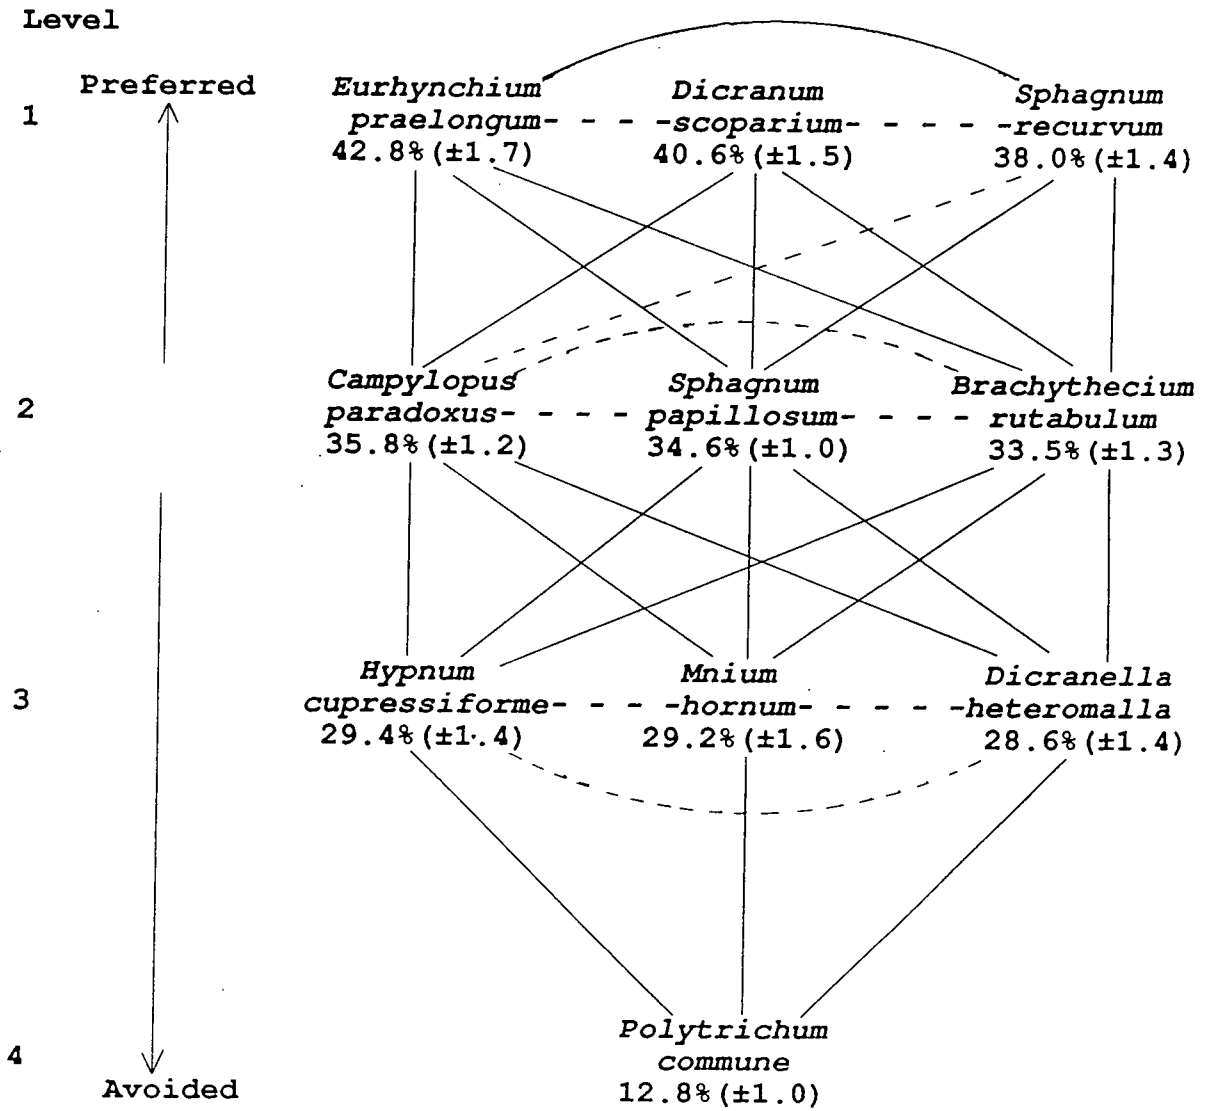 Level
Preferred
1
Eurhynchium
praelongum- - - -scoparium- - - - -recurvum
Dicranum
Sphagnum
42.8%(±1.7)
40.6%(±1.5)
38.0%(±1.4)
2
Campylopus
Sphagnum
Brachythecium
paradoxus- - - - papillosum- - - - rutabulum
35.8%(±1.2)
34.6%(±1.0)
33.5%(±1.3)
3
Hypnum
Mnium
Dicranella
cupressiforme- - - -hornum- - - - -heteromalla
29.4%(±1.4)
29.2%(±1.6)
28.6%(±1.4)
4
Polytrichum
commune
12.8%(±1.0)
Avoided